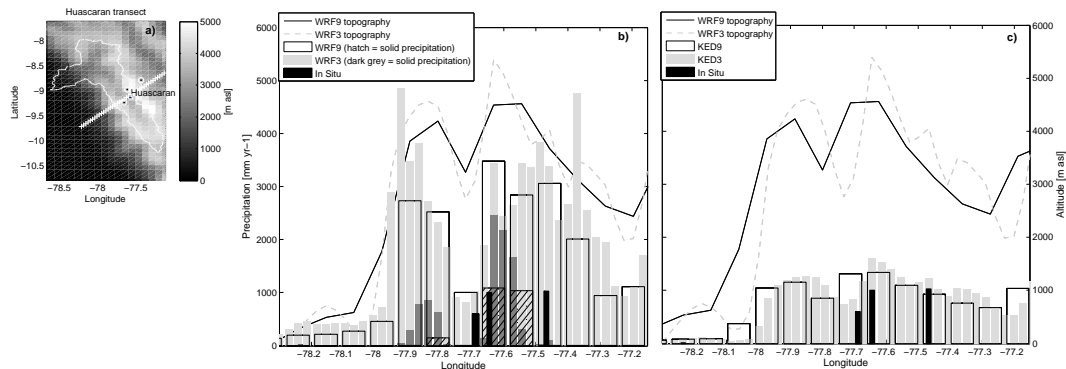 Huascaran transect
a)
Huascaran
−8
−8.5
−9
−9.5
−10
−10.5
Latitude
−78.5
−78
−77.5
Longitude
5000
4000
3000
2000
1000
0
[m asl]
WRF9 topography
WRF3 topography
WRF9 (hatch = solid precipitation)
WRF3 (dark grey = solid precipitation)
In Situ
b)
6000
5000
4000
3000
2000
1000
0
Precipitation [mm yr−1]
−78.2
−78.1
−78
−77.9
−77.8
−77.7
−77.6
−77.5
−77.4
−77.3
−77.2
Longitude
WRF9 topography
WRF3 topography
KED9
KED3
In Situ
c)
6000
5000
4000
3000
2000
1000
0
Altitude [m asl]
−78.2
−78.1
−78
−77.9
−77.8
−77.7
−77.6
−77.5
−77.4
−77.3
−77.2
Longitude